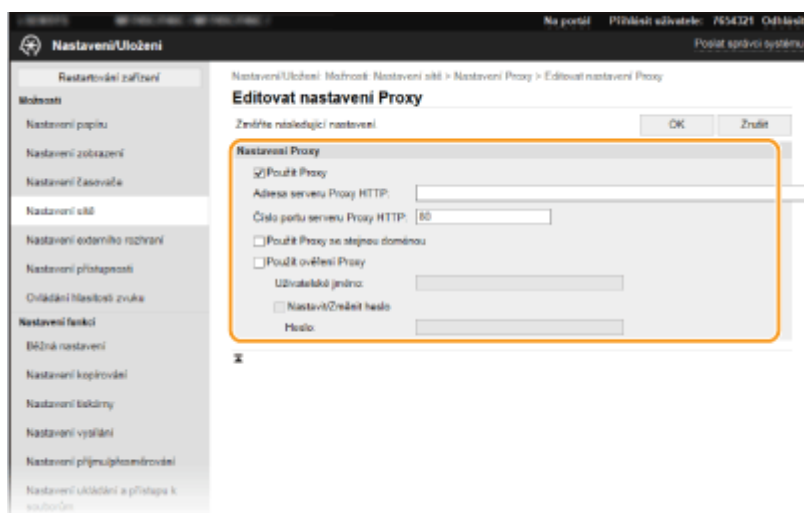 Na portál Přihlásit uživatele: 7654321 Odhlásit
Nastavení/Uložení
Poslat správci systému
Restartování zařízení
Možnosti
Nastavení papíru
Nastavení zobrazení
Nastavení časovače
Nastavení sítě
Nastavení externího rozhraní
Nastavení přístupnosti
Ovládání hlasitosti zvuku
Nastavení funkcí
Běžná nastavení
Nastavení kopírování
Nastavení tiskárny
Nastavení vysílání
Nastavení příjmu/přesměrování
Nastavení ukládání a přístupu k
souborům
Nastavení/Uložení: Možnosti: Nastavení sítě > Nastavení Proxy > Editovat nastavení Proxy
Editovat nastavení Proxy
Změňte následující nastavení
OK
Zrušit
Nastavení Proxy
Použít Proxy
Adresa serveru Proxy HTTP:
Číslo portu serveru Proxy HTTP: 80
Použít Proxy se stejnou doménou
Použít ověření Proxy
Uživatelské jméno:
Nastavit/Změnit heslo
Heslo: